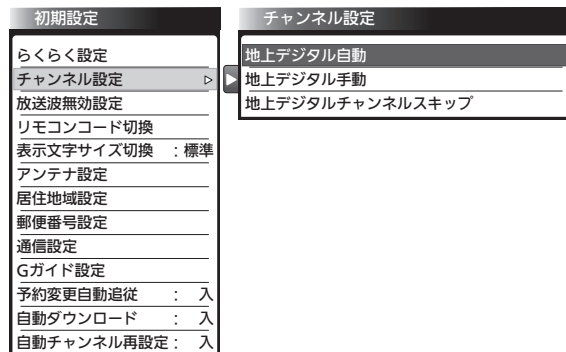 初期設定
らくらく設定
チャンネル設定
放送波無効設定
リモコンコード切換
表示文字サイズ切換 ：標準
アンテナ設定
居住地域設定
郵便番号設定
通信設定
Gガイド設定
予約変更自動追従 ： 入
自動ダウンロード ： 入
自動チャンネル再設定： 入
チャンネル設定
地上デジタル自動
地上デジタル手動
地上デジタルチャンネルスキップ